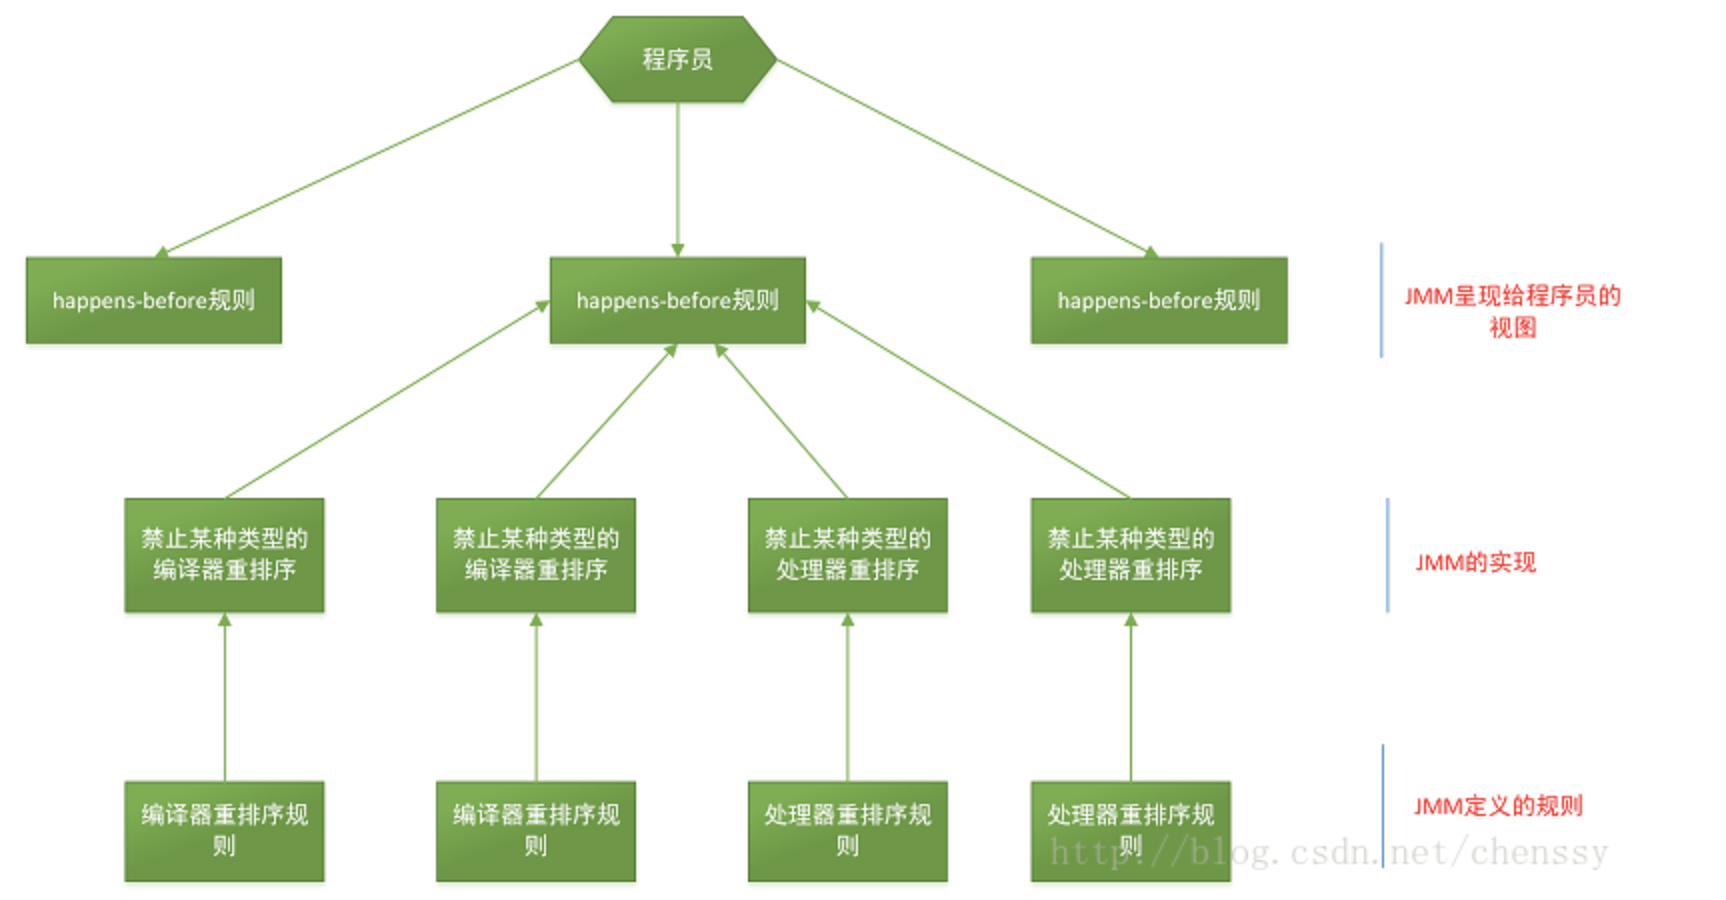 程序员
happens-before规则
happens-before规则
happens-before规则
JMM呈现给程序员的
视图
禁止某种类型的
编译器重排序
禁止某种类型的
编译器重排序
禁止某种类型的
处理器重排序
禁止某种类型的
处理器重排序
JMM的实现
编译器重排序规
则
编译器重排序规
则
处理器重排序规
则
处理器重排序规
则
JMM定义的规则
http://blog.csdn.net/chenssy